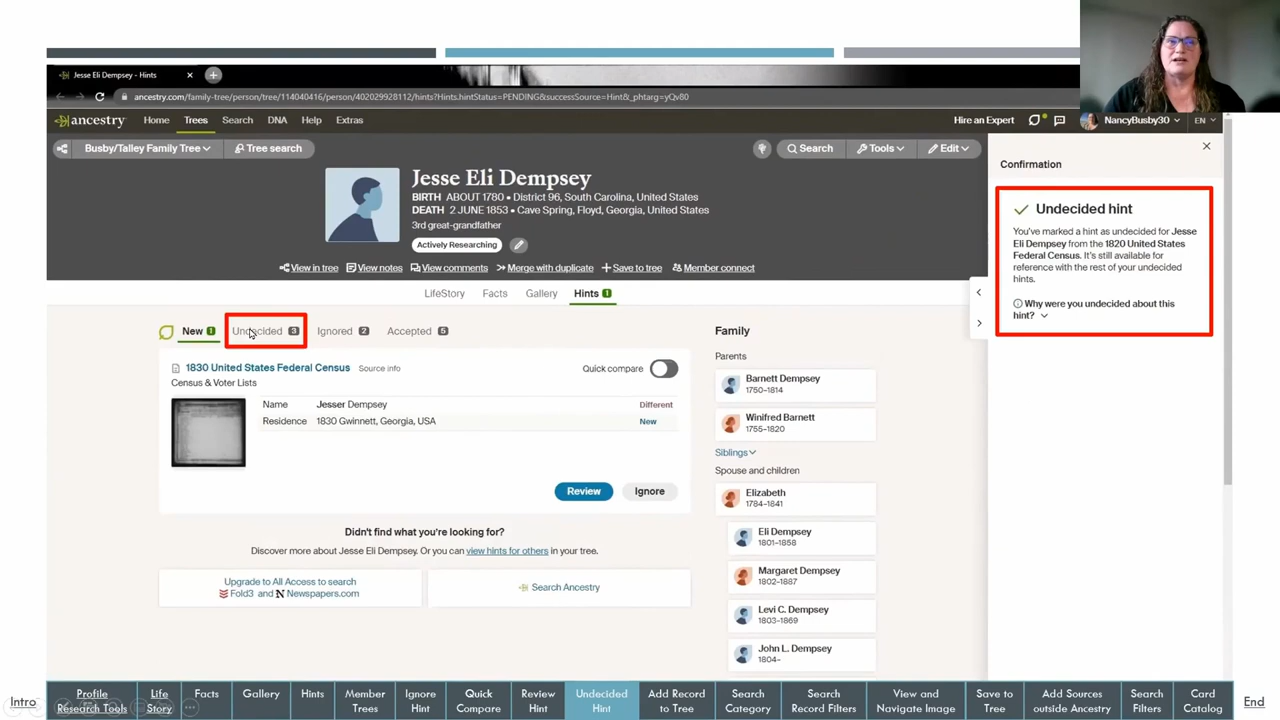 Jesse Eli Dempsey - Hints
ancestry.com/family-tree/person/tree/114040416/person/402029928112/hints?Hints.hintStatus=PENDING&successSource=Hint&_phtarg=yQv80
ancestry Home Trees Search DNA Help Extras Hire an Expert NancyBusby30 EN
Busby/Talley Family Tree Tree search Search Tools Edit
Jesse Eli Dempsey
BIRTH ABOUT 1780 • District 96, South Carolina, United States
DEATH 2 JUNE 1853 • Cave Spring, Floyd, Georgia, United States
3rd great-grandfather
Actively Researching
View in tree View notes View comments Merge with duplicate Save to tree Member connect
LifeStory Facts Gallery Hints 1
New 1 Undecided 3 Ignored 2 Accepted 5
1830 United States Federal Census Source info Quick compare
Census & Voter Lists
Name Jesser Dempsey Different
Residence 1830 Gwinnett, Georgia, USA New
Review Ignore
Didn't find what you're looking for?
Discover more about Jesse Eli Dempsey. Or you can view hints for others in your tree.
Upgrade to All Access to search
Fold3 and Newspapers.com
Search Ancestry
Family
Parents
Barnett Dempsey
1750–1814
Winifred Barnett
1755–1820
Siblings
Spouse and children
Elizabeth
1784–1841
Eli Dempsey
1801–1858
Margaret Dempsey
1802–1887
Levi C. Dempsey
1803–1869
John L. Dempsey
1804–
Confirmation
Undecided hint
You've marked a hint as undecided for Jesse
Eli Dempsey from the 1820 United States
Federal Census. It's still available for
reference with the rest of your undecided
hints.
Why were you undecided about this
hint?
Intro
Profile
Research Tools
Life
Story
Facts
Gallery
Hints
Member
Trees
Ignore
Hint
Quick
Compare
Review
Hint
Undecided
Hint
Add Record
to Tree
Search
Category
Search
Record Filters
View and
Navigate Image
Save to
Tree
Add Sources
outside Ancestry
Search
Filters
Card
Catalog
End